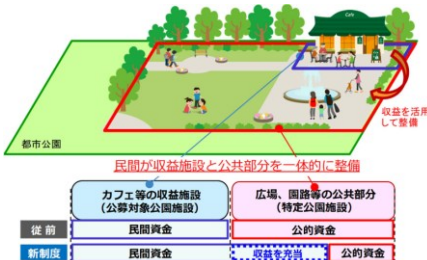 Cafe
収益を活用
して整備
都市公園
民間が収益施設と公共部分を一体的に整備
カフェ等の収益施設
(公募対象公園施設)
広場、園路等の公共部分
(特定公園施設)
従前
民間資金
公的資金
新制度
民間資金
収益を充当
公的資金